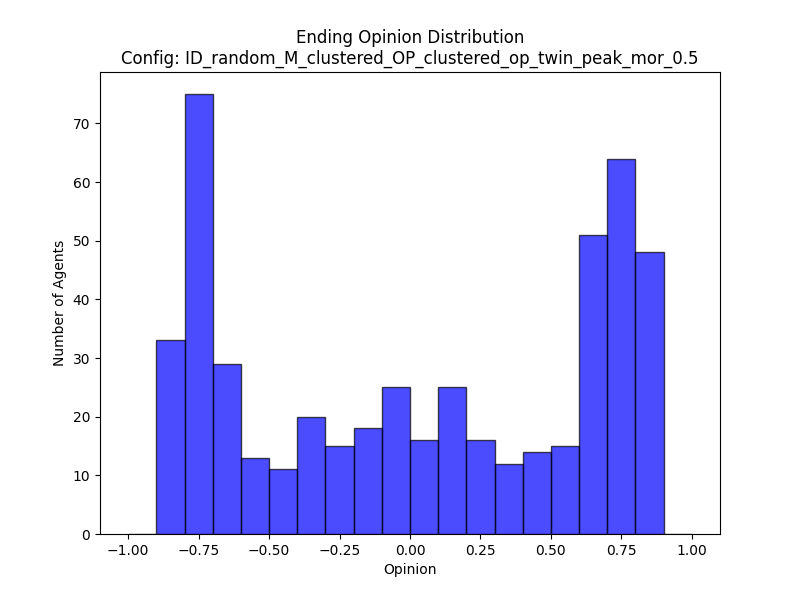 Ending Opinion Distribution
Config: ID_random_M_clustered_OP_clustered_op_twin_peak_mor_0.5
Number of Agents
70
60
50
40
30
20
10
0
−1.00 −0.75 −0.50 −0.25 0.00 0.25 0.50 0.75 1.00
Opinion